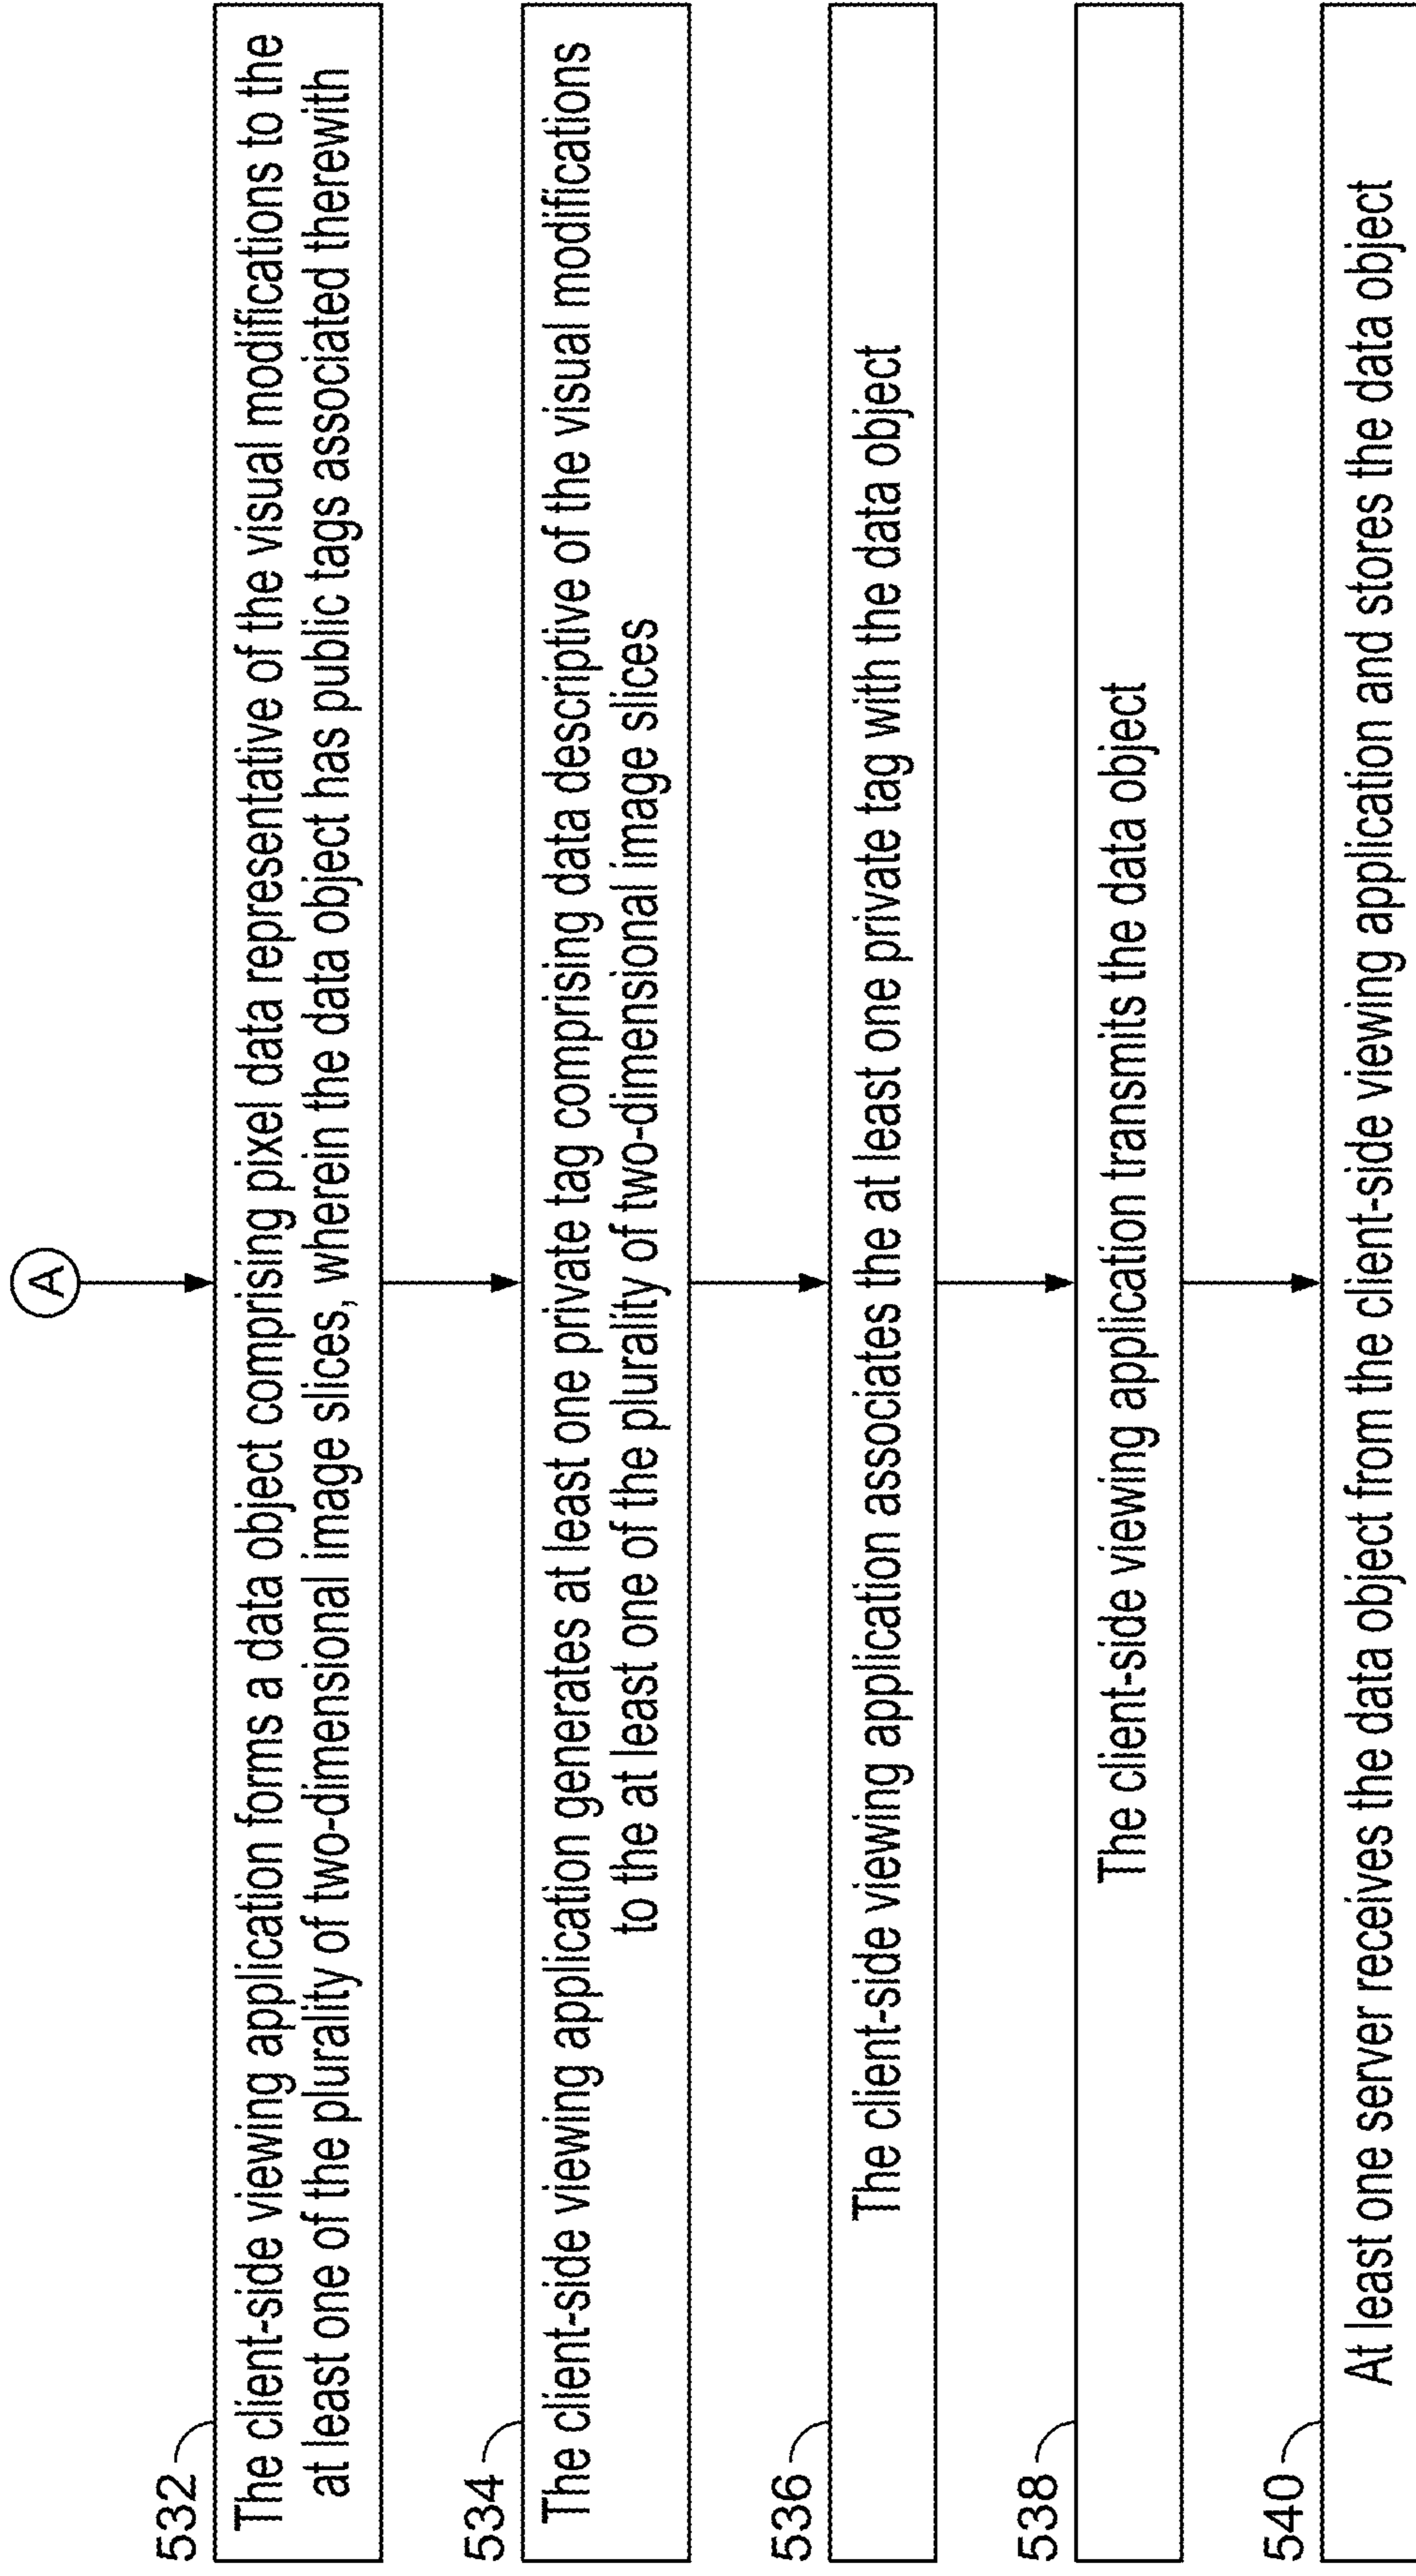 A
532
The client-side viewing application forms a data object comprising pixel data representative of the visual modifications to the
at least one of the plurality of two-dimensional image slices, wherein the data object has public tags associated therewith
534
The client-side viewing application generates at least one private tag comprising data descriptive of the visual modifications
to the at least one of the plurality of two-dimensional image slices
536
The client-side viewing application associates the at least one private tag with the data object
538
The client-side viewing application transmits the data object
540
At least one server receives the data object from the client-side viewing application and stores the data object